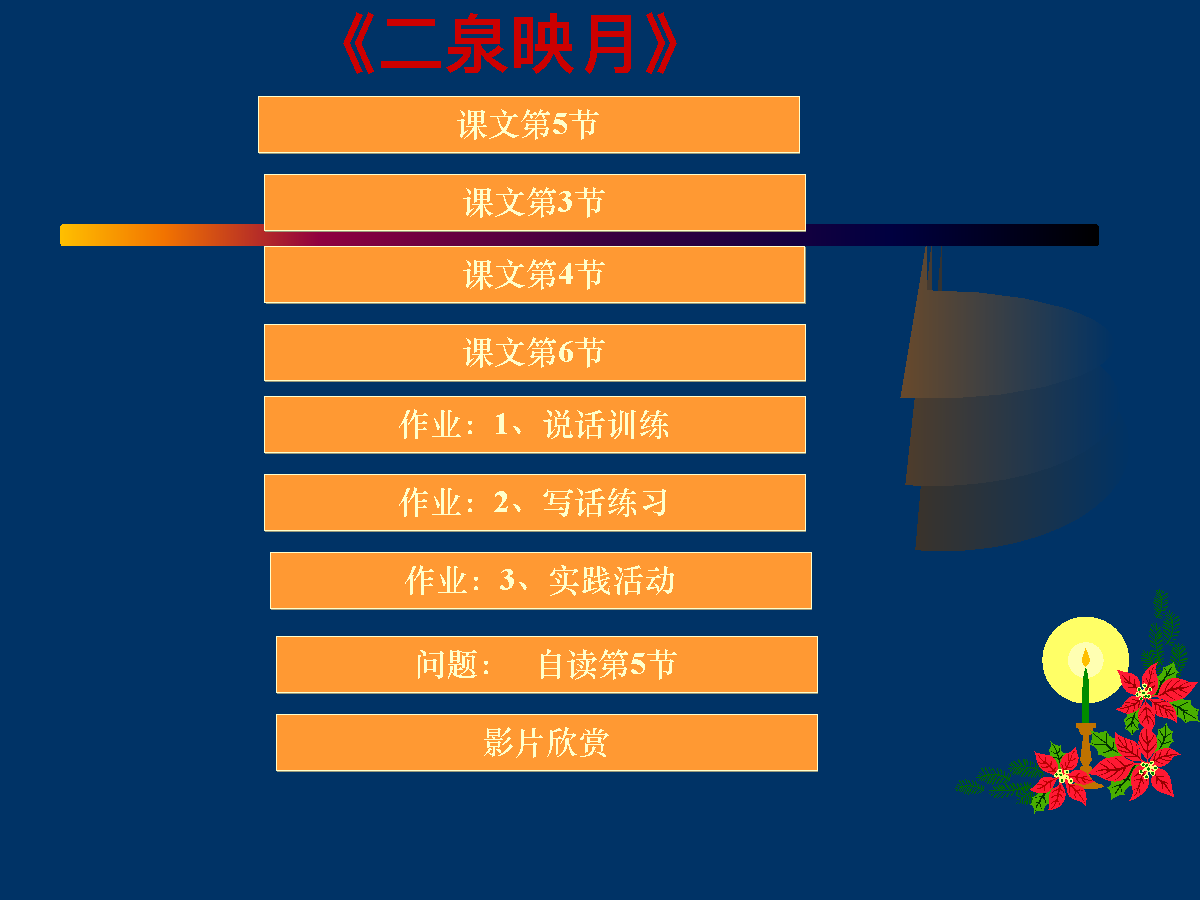 《二泉映月》
课文第5节
课文第3节
课文第4节
课文第6节
作业：1、说话训练
作业：2、写话练习
作业：3、实践活动
问题：　自读第5节
影片欣赏